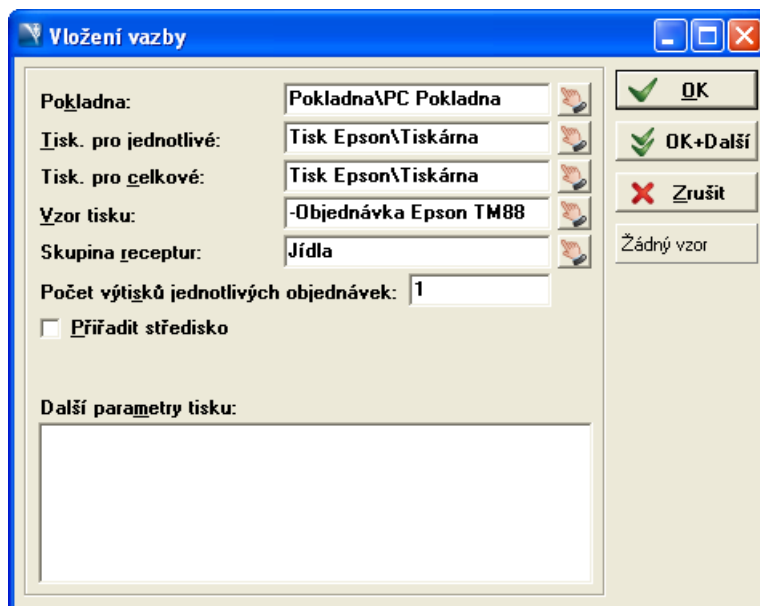 Vložení vazby
Pokladna: Pokladna\PC Pokladna
Tisk. pro jednotlivé: Tisk Epson\Tiskárna
Tisk. pro celkové: Tisk Epson\Tiskárna
Vzor tisku: -Objednávka Epson TM88
Skupina receptur: Jídla
Počet výtisků jednotlivých objednávek: 1
Přiřadit středisko
Další parametry tisku:
OK
OK+Další
Zrušit
Žádný vzor